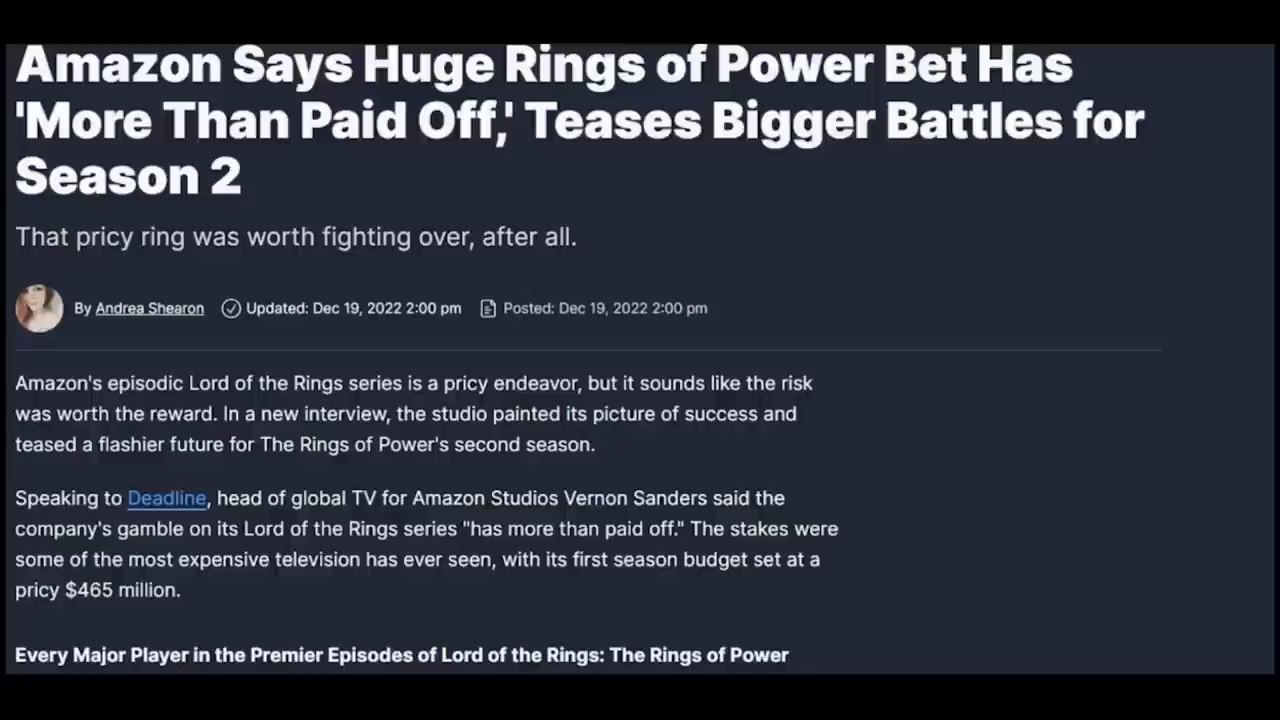 Amazon Says Huge Rings of Power Bet Has
'More Than Paid Off,' Teases Bigger Battles for
Season 2
That pricy ring was worth fighting over, after all.
By Andrea Shearon Updated: Dec 19, 2022 2:00 pm Posted: Dec 19, 2022 2:00 pm
Amazon's episodic Lord of the Rings series is a pricy endeavor, but it sounds like the risk
was worth the reward. In a new interview, the studio painted its picture of success and
teased a flashier future for The Rings of Power's second season.
Speaking to Deadline, head of global TV for Amazon Studios Vernon Sanders said the
company's gamble on its Lord of the Rings series "has more than paid off." The stakes were
some of the most expensive television has ever seen, with its first season budget set at a
pricy $465 million.
Every Major Player in the Premier Episodes of Lord of the Rings: The Rings of Power